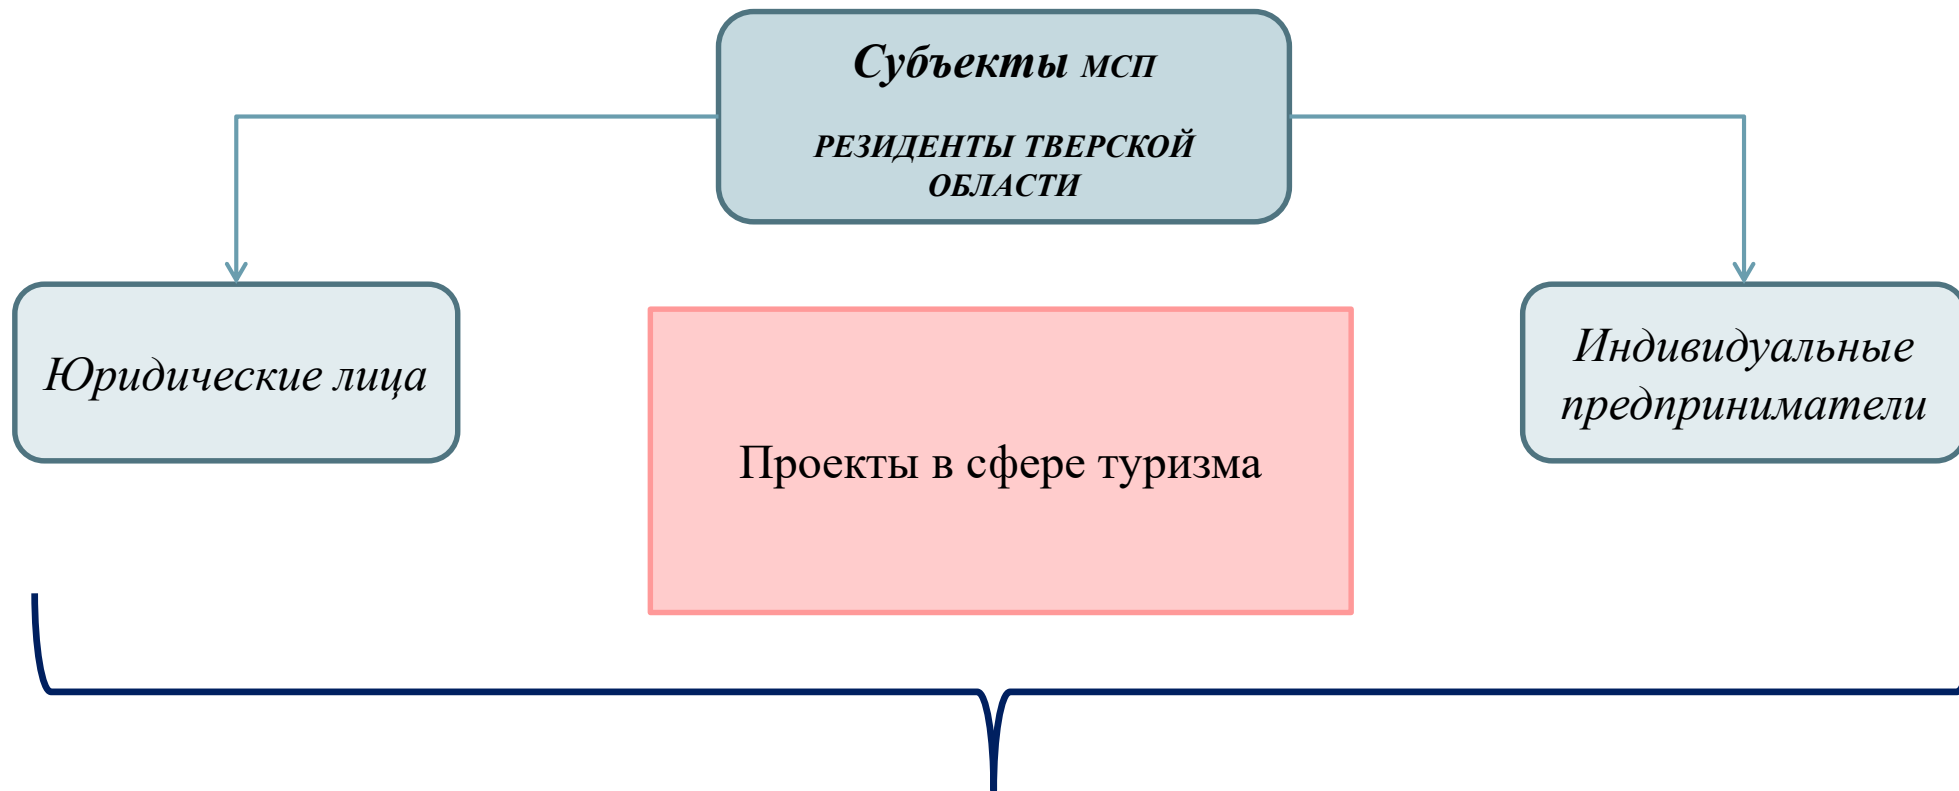 Субъекты МСП
РЕЗИДЕНТЫ ТВЕРСКОЙ
ОБЛАСТИ
Юридические лица
Индивидуальные
предприниматели
Проекты в сфере туризма